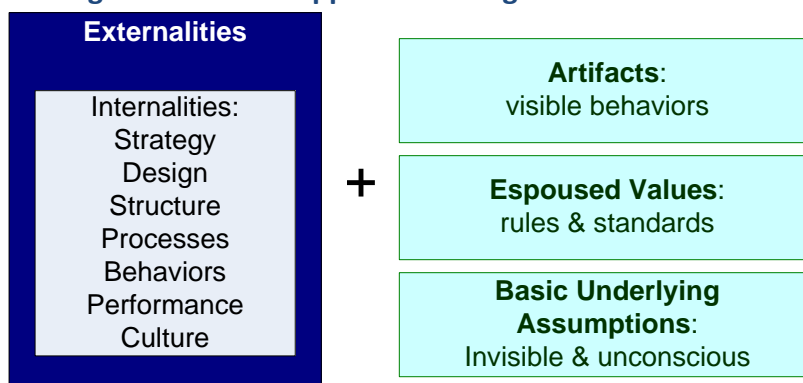 Externalities
Internalities:
Strategy
Design
Structure
Processes
Behaviors
Performance
Culture
+
Artifacts:
visible behaviors
Espoused Values:
rules & standards
Basic Underlying
Assumptions:
Invisible & unconscious